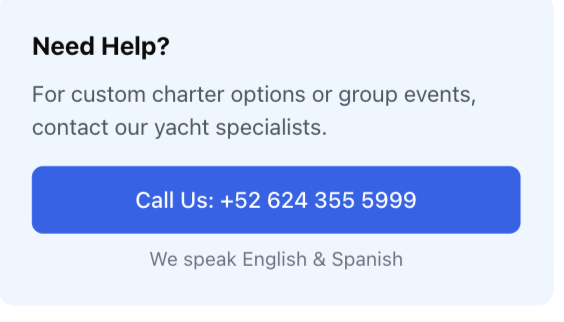 Need Help?
For custom charter options or group events,
contact our yacht specialists.
Call Us: +52 624 355 5999
We speak English & Spanish